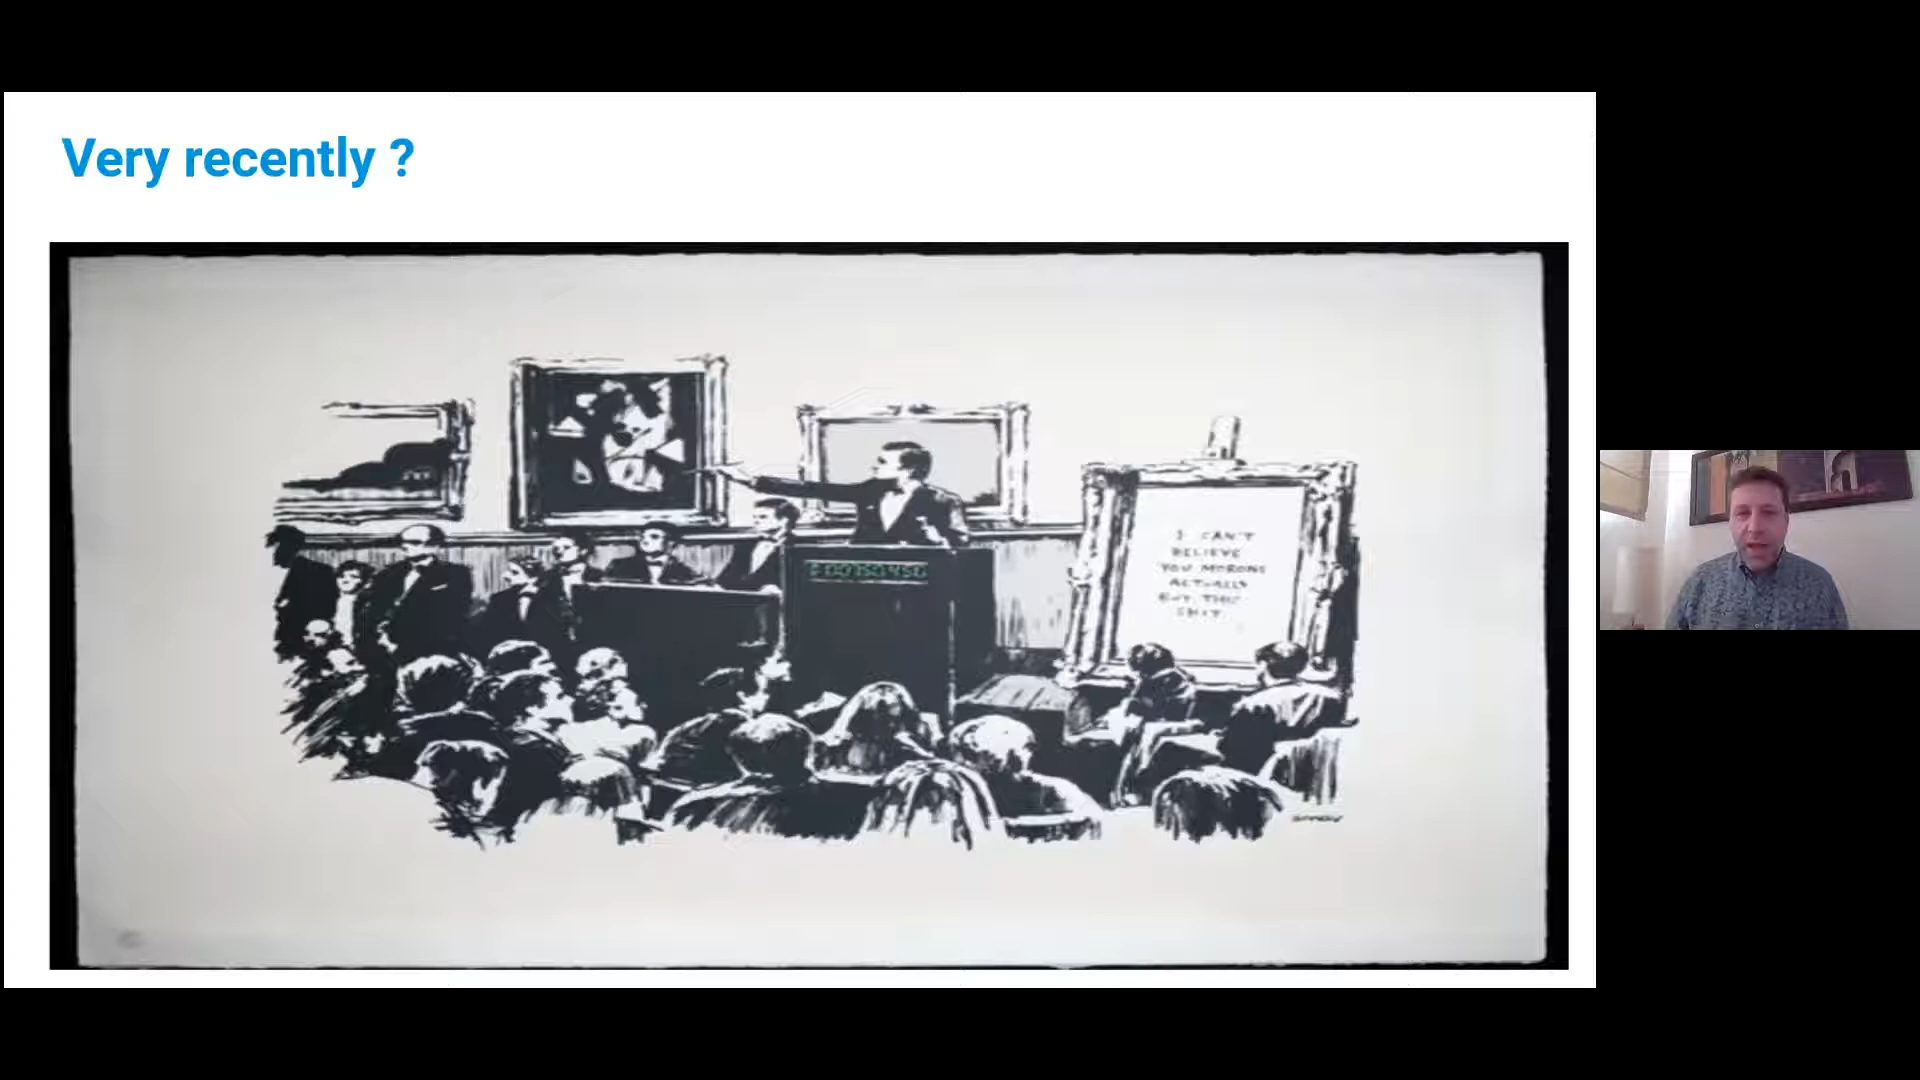 Very recently ?
I CAN'T
BELIEVE
YOU MORONS
ACTUALLY
BUY THIS
SHIT